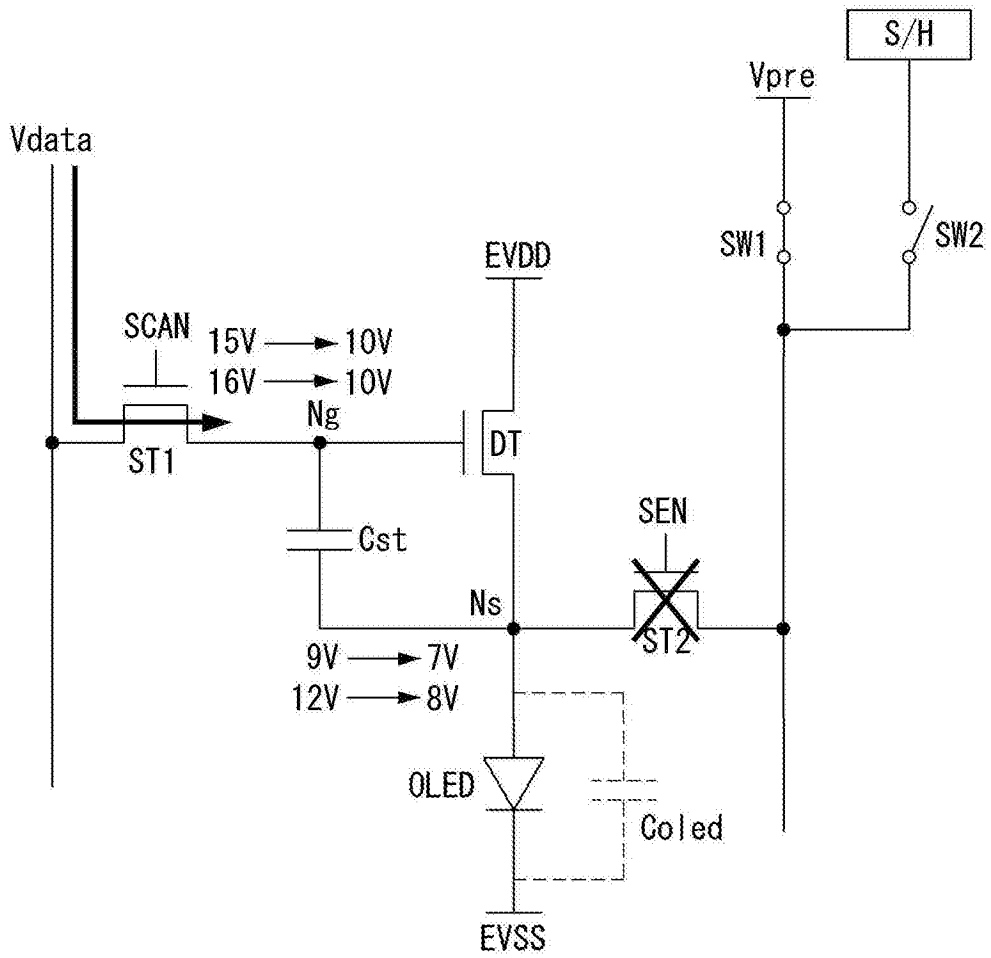 S/H
Vpre
Vdata
SW1
SW2
EVDD
SCAN
15V → 10V
16V → 10V
Ng
DT
ST1
SEN
Cst
Ns
ST2
9V → 7V
12V → 8V
OLED
Coled
EVSS